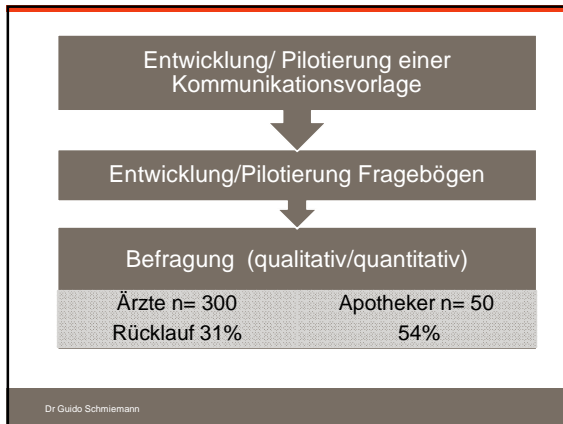 Entwicklung/ Pilotierung einer
Kommunikationsvorlage
Entwicklung/Pilotierung Fragebögen
Befragung (qualitativ/quantitativ)
Ärzte n= 300 Apotheker n= 50
Rücklauf 31% 54%
Dr Guido Schmiemann